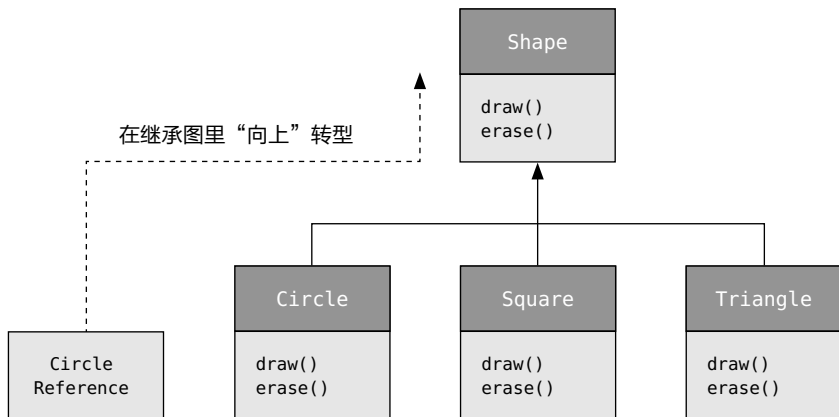 Shape
draw()
erase()
在继承图里“向上”转型
Circle
draw()
erase()
Square
draw()
erase()
Triangle
draw()
erase()
Circle
Reference